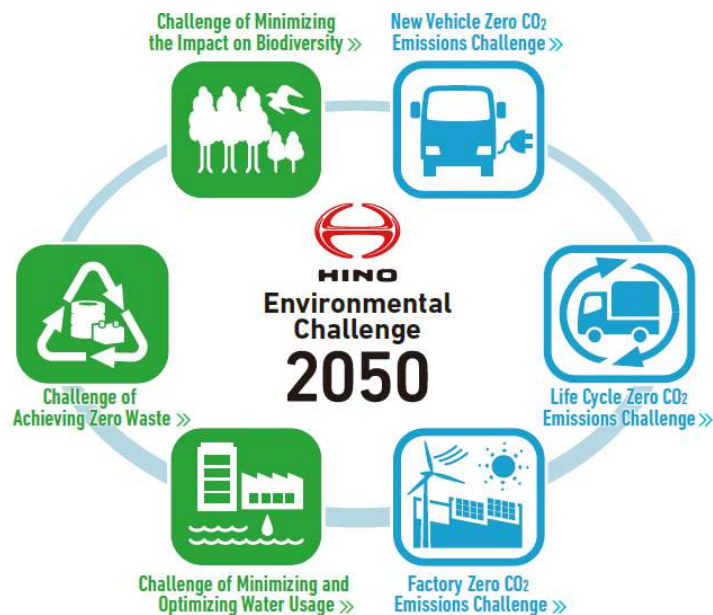 Challenge of Minimizing
the Impact on Biodiversity »
New Vehicle Zero CO2
Emissions Challenge »
HINO
Environmental
Challenge
2050
Challenge of
Achieving Zero Waste »
Life Cycle Zero CO2
Emissions Challenge »
Challenge of Minimizing and
Optimizing Water Usage »
Factory Zero CO2
Emissions Challenge »